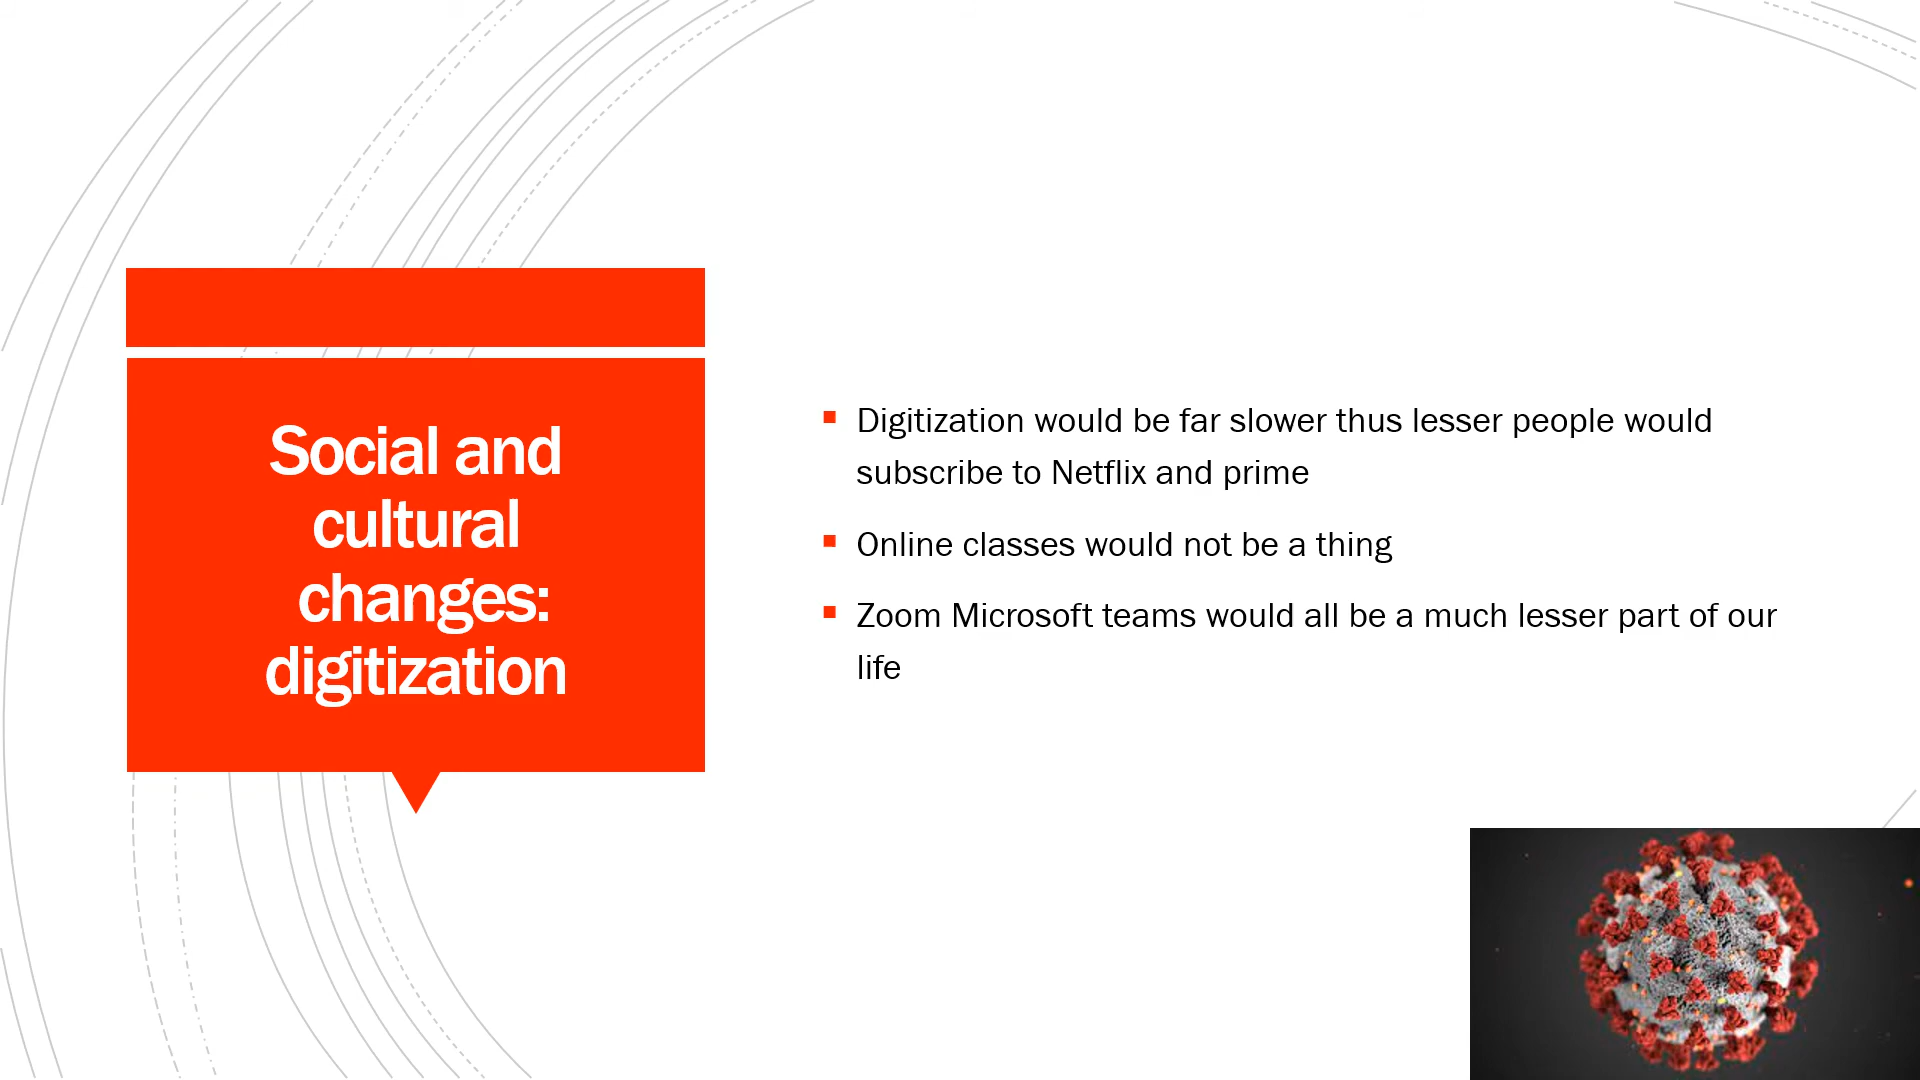 Social and
cultural
changes:
digitization
Digitization would be far slower thus lesser people would
subscribe to Netflix and prime
Online classes would not be a thing
Zoom Microsoft teams would all be a much lesser part of our
life